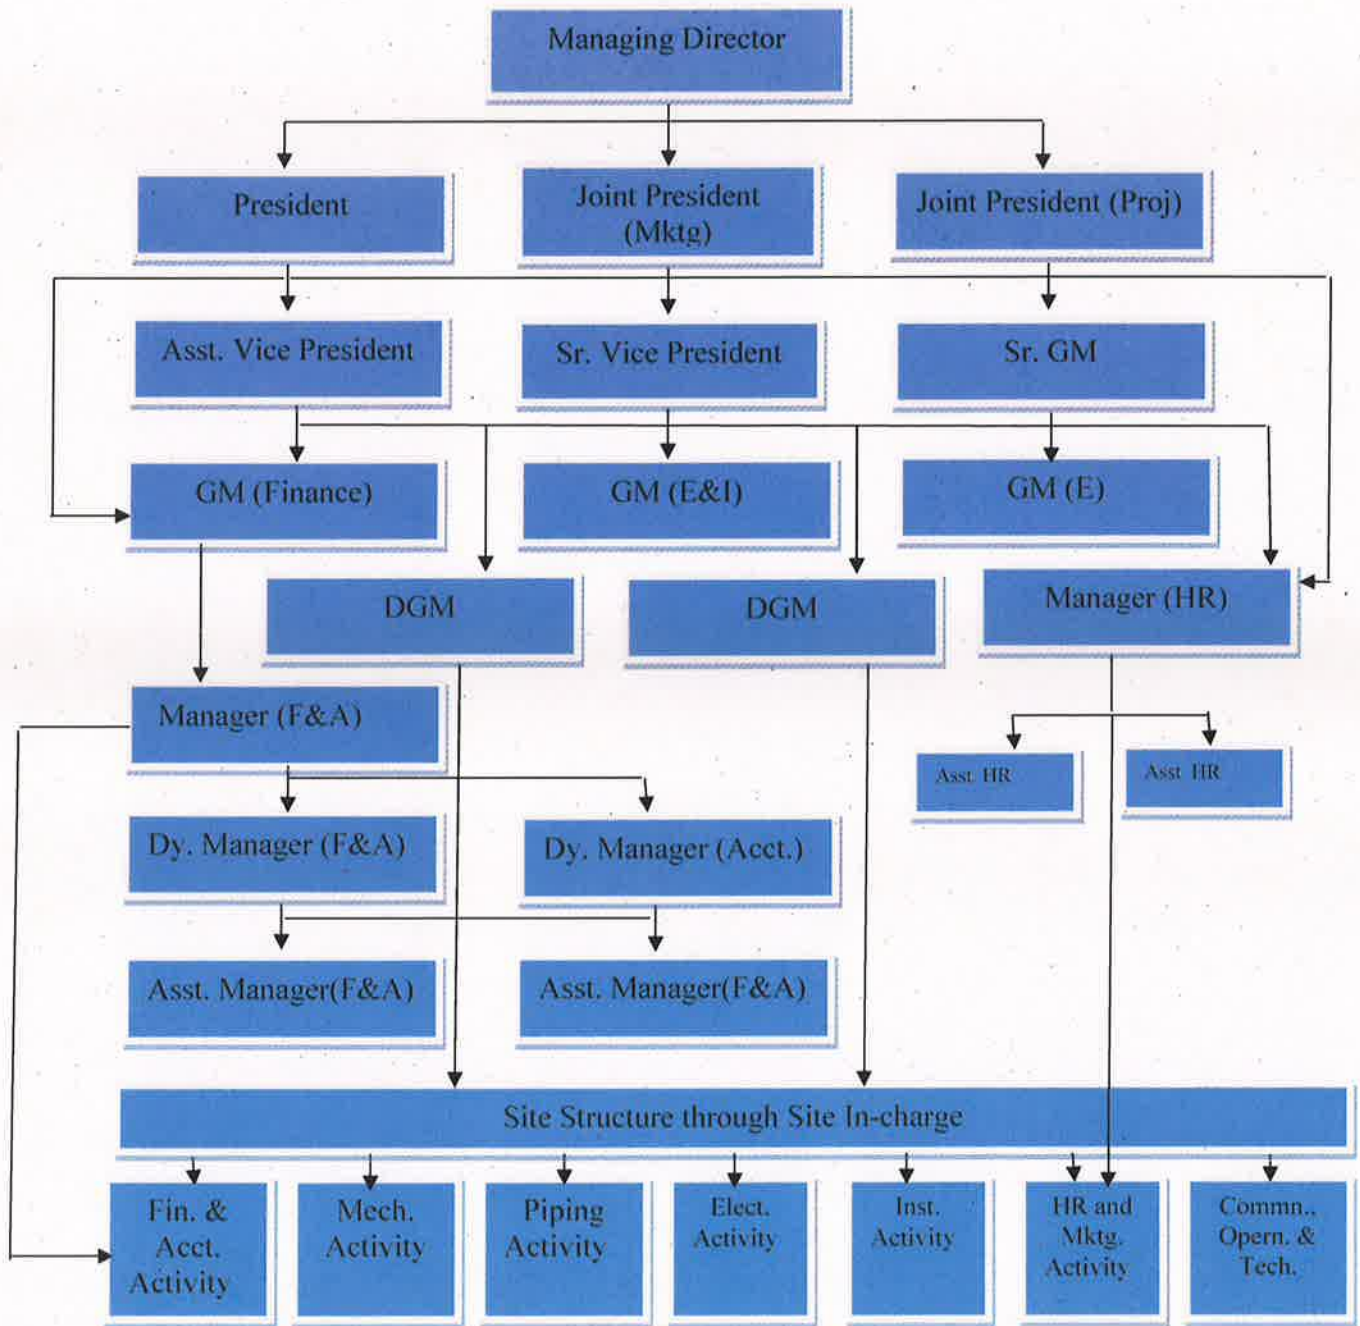 Managing Director
President
Joint President
(Mktg)
Joint President (Proj)
Asst. Vice President
Sr. Vice President
Sr. GM
GM (Finance)
GM (E&I)
GM (E)
DGM
DGM
Manager (HR)
Manager (F&A)
Asst HR
Asst HR
Dy. Manager (F&A)
Dy. Manager (Acct.)
Asst. Manager(F&A)
Asst. Manager(F&A)
Site Structure through Site In-charge
Fin. &
Acct.
Activity
Mech.
Activity
Piping
Activity
Elect.
Activity
Inst.
Activity
HR and
Mktg.
Activity
Commn.,
Opern. &
Tech.